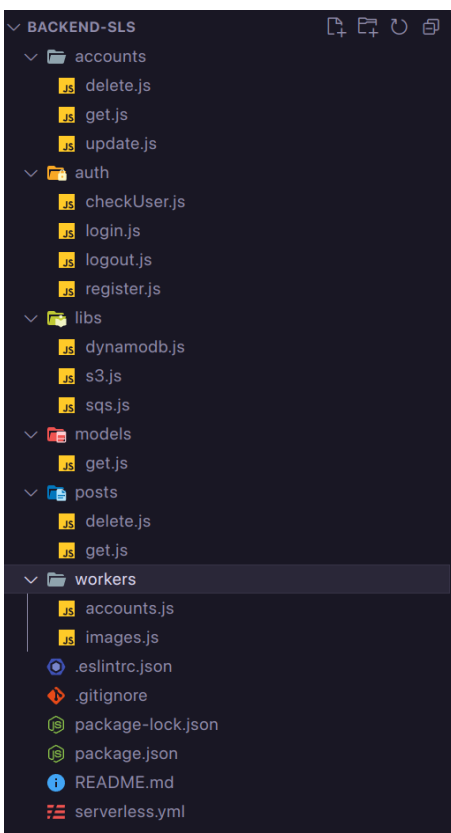 BACKEND-SLS
accounts
JS delete.js
JS get.js
JS update.js
auth
JS checkUser.js
JS login.js
JS logout.js
JS register.js
libs
JS dynamodb.js
JS s3.js
JS sqs.js
models
JS get.js
posts
JS delete.js
JS get.js
workers
JS accounts.js
JS images.js
.eslintrc.json
.gitignore
JS package-lock.json
JS package.json
README.md
serverless.yml